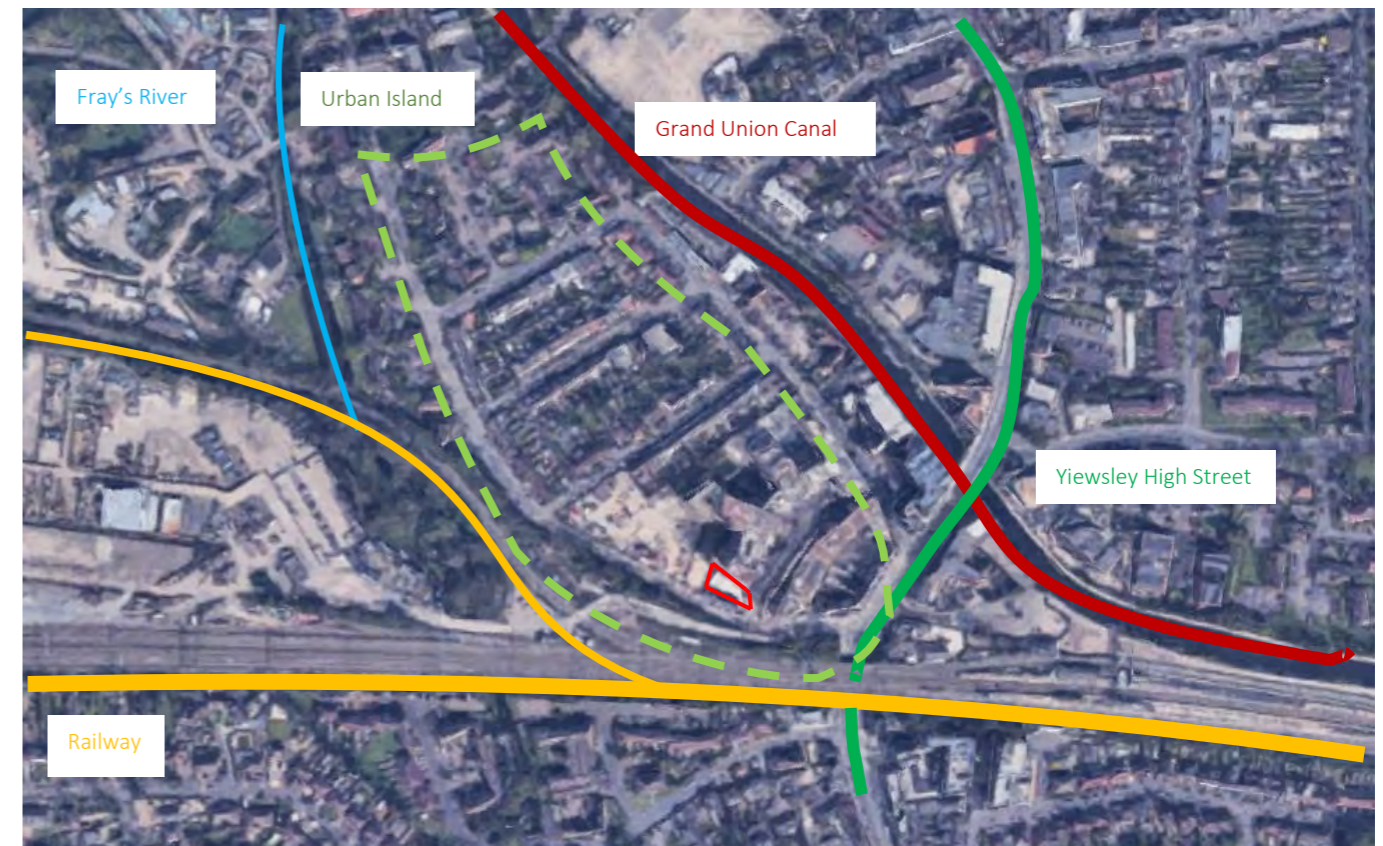 Fray's River
Urban Island
Grand Union Canal
Yiewsley High Street
Railway